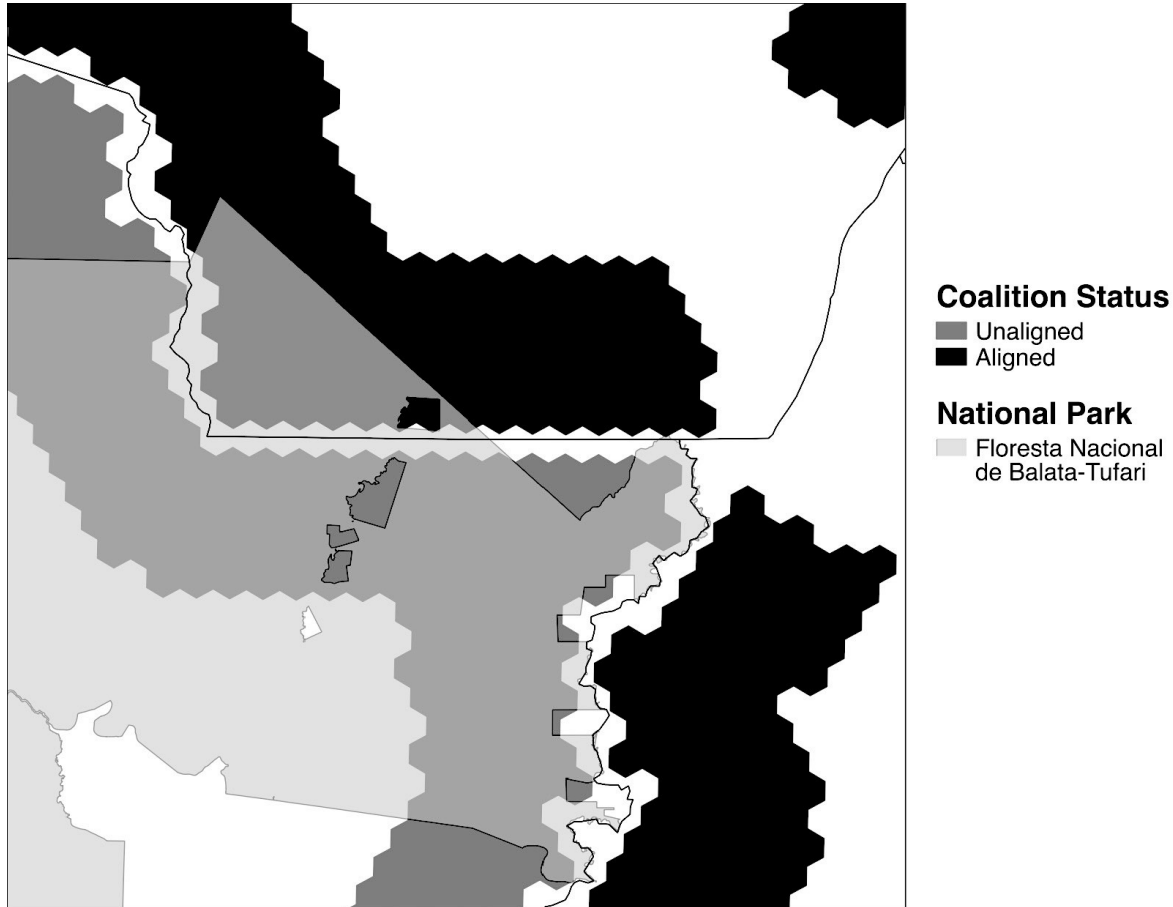 Coalition Status
Unaligned
Aligned
National Park
Floresta Nacional
de Balata-Tufari